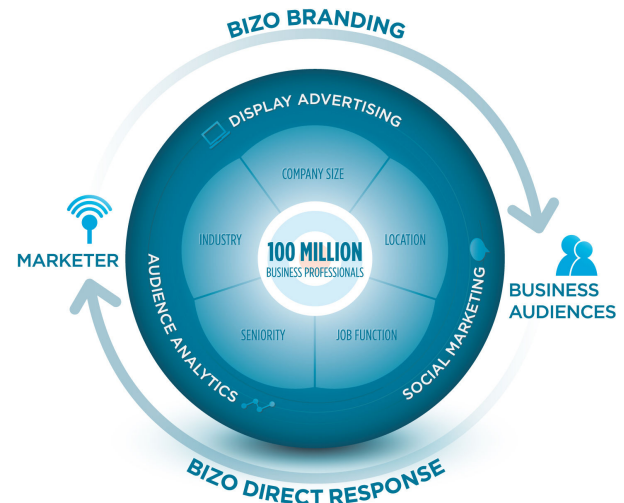 BIZO BRANDING
DISPLAY ADVERTISING
COMPANY SIZE
INDUSTRY
LOCATION
100 MILLION
BUSINESS PROFESSIONALS
MARKETER
BUSINESS
AUDIENCES
AUDIENCE ANALYTICS
SOCIAL MARKETING
SENIORITY
JOB FUNCTION
BIZO DIRECT RESPONSE